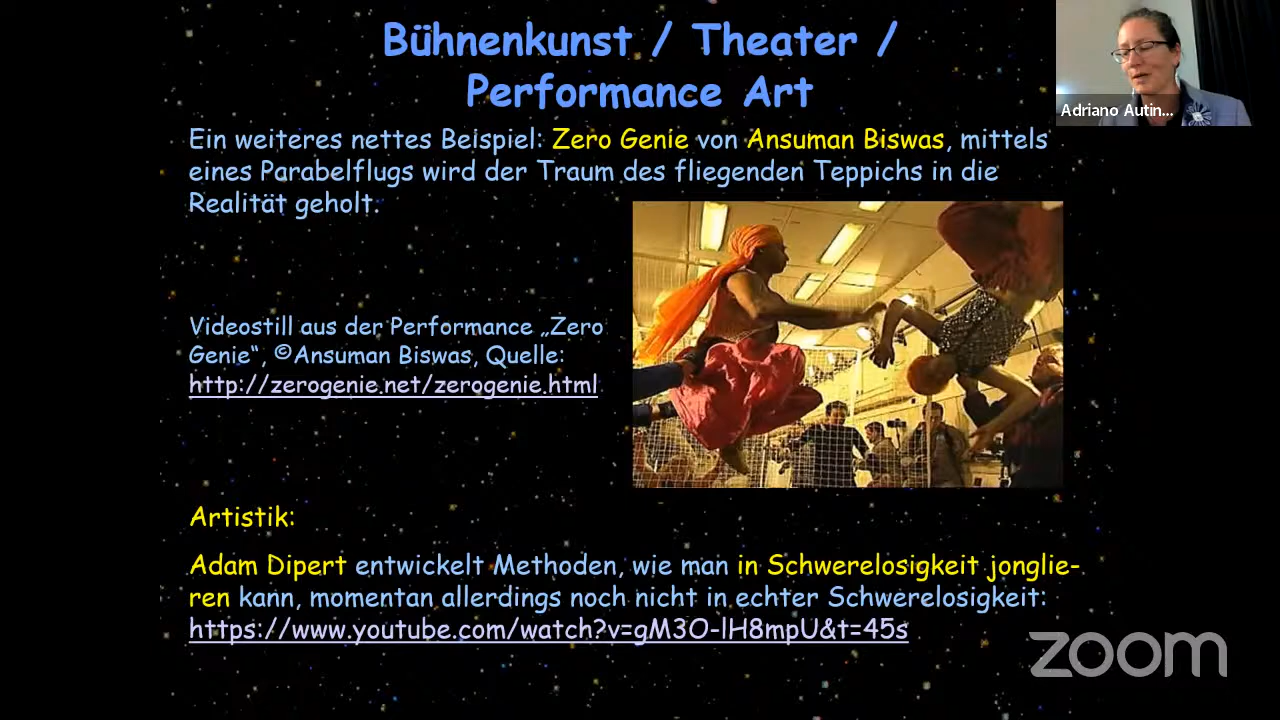 Bühnenkunst / Theater /
Performance Art
Adriano Autin...
Ein weiteres nettes Beispiel: Zero Genie von Ansuman Biswas, mittels
eines Parabelflugs wird der Traum des fliegenden Teppichs in die
Realität geholt.
Videostill aus der Performance „Zero
Genie“, ©Ansuman Biswas, Quelle:
http://zerogenie.net/zerogenie.html
Artistik:
Adam Dipert entwickelt Methoden, wie man in Schwerelosigkeit jonglie-
ren kann, momentan allerdings noch nicht in echter Schwerelosigkeit:
https://www.youtube.com/watch?v=gM3O-lH8mpU&t=45s
zoom